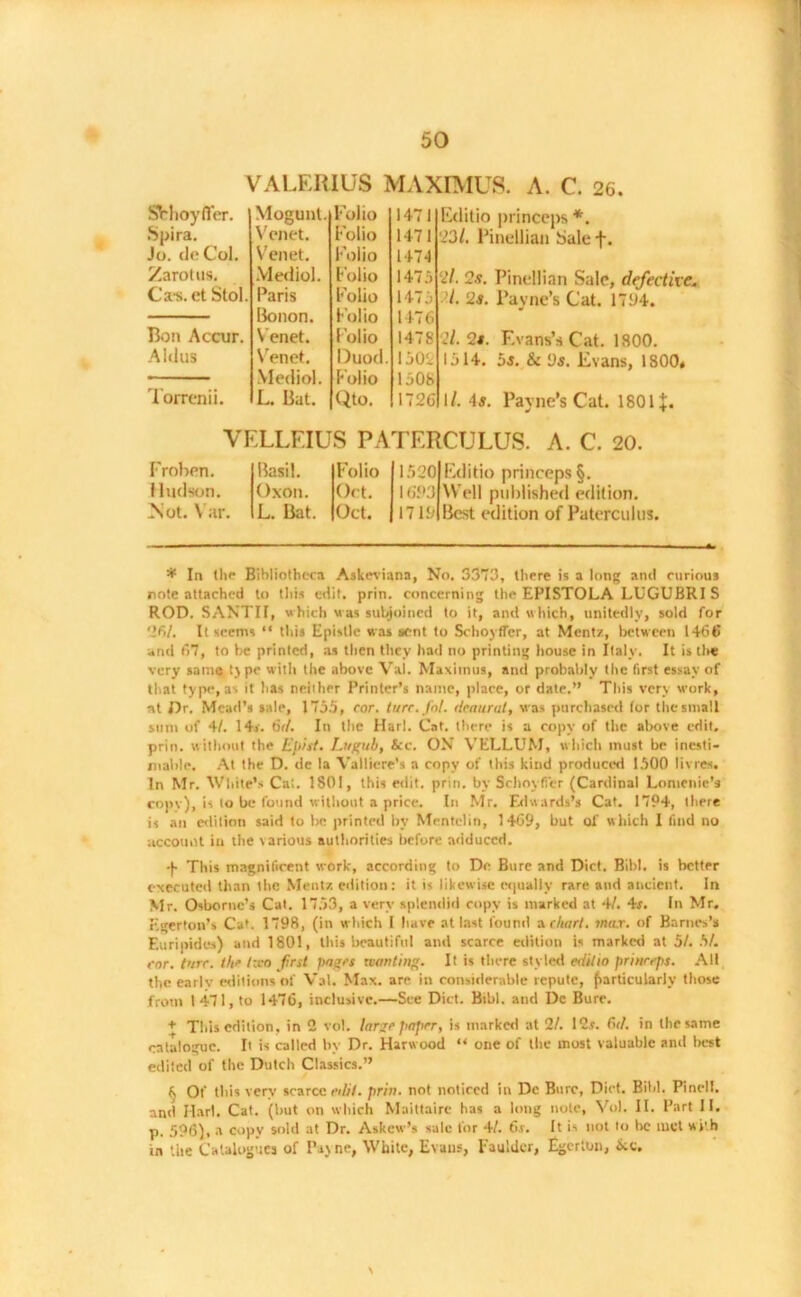 50
VALERIUS MAXIMUS. A. C. 26.
Schoyffer. Mogunt. Folio 1471 Editio princeps *.
Spira. Venet. Folio 1471 23l. Pinellian Sale †.
Jo. de Col. Venet. Folio 1474
Zarotus. Mediol. Folio 1475 2l. 2s. Pinellian Sale, defective.
Cæs. et Stol. Paris Folio 1475 2l. 2s. Payne's Cat. 1794.
——— Bonon. Folio 1476
Bon Accur. Venet. Folio 1478 2l. 2s. Evans's Cat. 1800.
Aldus Venet. Duod. 1502 1514. 5s. & 9s. Evans, 1800.
——— Mediol. Folio 1508
Torrenii. L. Bat. Qto. 1726 1l. 4s. Payne's Cat. 1801 ‡.
VELLEIUS PATERCULUS. A. C. 20.
Froben. Basil. Folio 1520 Editio princeps §.
Hudson. Oxon. Oct. 1693 Well published edition.
Not. Var. L. Bat. Oct. 1719 Best edition of Paterculus.
* In the Bibliotheca Askeviana, No. 3373, there is a long and curious
note attached to this edit. prin. concerning the EPISTOLA LUGUBRIS
ROD. SANTII, which was subjoined to it, and which, unitedly, sold for
26l. It seems “ this Epistle was sent to Schoyffer, at Mentz, between 1466
and 67, to be printed, as then they had no printing house in Italy. It is the
very same type with the above Val. Maximus, and probably the first essay of
that type, as it has neither Printer's name, place, or date.” This very work,
at Dr. Mead's sale, 1755, cor. turc. fol. deaurat, was purchased for the small
sum of 4l. 14s. 6d. In the Harl. Cat. there is a copy of the above edit.
prin. without the Epist. Lugub, &c. ON VELLUM, which must be inesti-
mable. At the D. de la Valliere's a copy of this kind produced 1500 livres.
In Mr. White's Cat. 1801, this edit. prin. by Schoyffer (Cardinal Lomenie's
copy), is to be found without a price. In Mr. Edwards's Cat. 1794, there
is an edition said to be printed by Mentelin, 1469, but of which I find no
account in the various authorities before adduced.
† This magnificent work, according to De Bure and Dict. Bibl. is better
executed than the Mentz edition: it is likewise equally rare and ancient. In
Mr. Osborne's Cat. 1753, a very splendid copy is marked at 4l. 4s. In Mr.
Egerton's Cat. 1798, (in which I have at last found a chart. max. of Barnes's
Euripides) and 1801, this beautiful and scarce edition is marked at 5l. 5l.
cor. turc. the two first pages wanting. It is there styled editio princeps. All
the early editions of Val. Max. are in considerable repute, particularly those
from 1471, to 1476, inclusive.—See Dict. Bibl. and De Bure.
‡ This edition, in 2 vol. large paper, is marked at 2l. 12s. 6d. in the same
catalogue. It is called by Dr. Harwood “ one of the most valuable and best
edited of the Dutch Classics.”
§ Of this very scarce edit. prin. not noticed in De Bure, Dict. Bibl. Pinell.
and Harl. Cat. (but on which Maittaire has a long note, Vol. II. Part II.
p. 596), a copy sold at Dr. Askew's sale for 4l. 6s. It is not to be met with
in the Catalogues of Payne, White, Evans, Faulder, Egerton, &c.